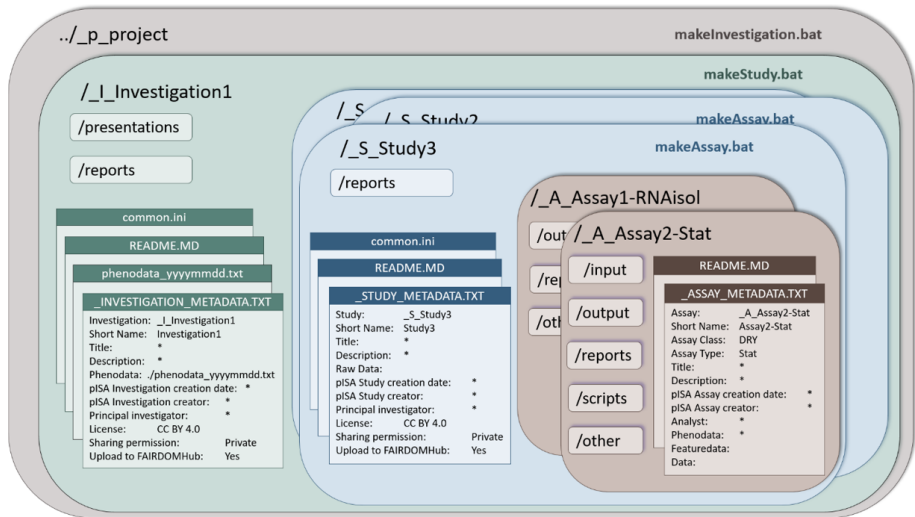 ../_p_project
makeInvestigation.bat
makeStudy.bat
/_I_Investigation1
/presentations
/reports
common.ini
README.MD
phenodata_yyyymmdd.txt
_INVESTIGATION_METADATA.TXT
Investigation: _I_Investigation1
Short Name: Investigation1
Title: *
Description: *
Phenodata: ./phenodata_yyyymmdd.txt
pISA Investigation creation date: *
pISA Investigation creator: *
Principal investigator: *
License: CC BY 4.0
Sharing permission: Private
Upload to FAIRDOMHub: Yes
/_S
/_S_Study2
makeAssay.bat
/_S_Study3
makeAssay.bat
/reports
common.ini
README.MD
_STUDY_METADATA.TXT
Study: _S_Study3
Short Name: Study3
Title: *
Description: *
Raw Data:
pISA Study creation date: *
pISA Study creator: *
Principal investigator: *
License: CC BY 4.0
Sharing permission: Private
Upload to FAIRDOMHub: Yes
/_A_Assay1-RNAisol
/out
/rep
/oth
/_A_Assay2-Stat
/input
/output
/reports
/scripts
/other
README.MD
_ASSAY_METADATA.TXT
Assay: _A_Assay2-Stat
Short Name: Assay2-Stat
Assay Class: DRY
Assay Type: Stat
Title: *
Description: *
pISA Assay creation date: *
pISA Assay creator: *
Analyst: *
Phenodata: *
Featuredata:
Data: